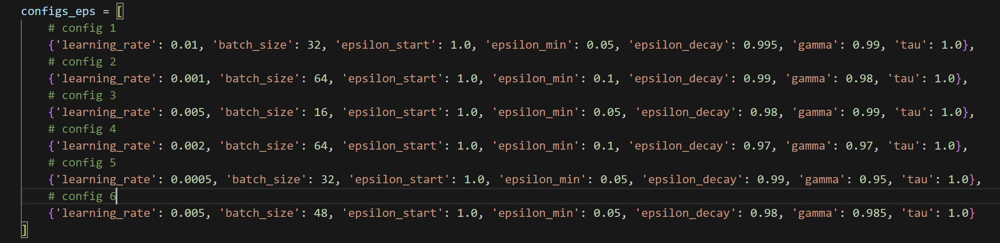 configs_eps = [
    # config 1
    {'learning_rate': 0.01, 'batch_size': 32, 'epsilon_start': 1.0, 'epsilon_min': 0.05, 'epsilon_decay': 0.995, 'gamma': 0.99, 'tau': 1.0},
    # config 2
    {'learning_rate': 0.001, 'batch_size': 64, 'epsilon_start': 1.0, 'epsilon_min': 0.1, 'epsilon_decay': 0.99, 'gamma': 0.98, 'tau': 1.0},
    # config 3
    {'learning_rate': 0.005, 'batch_size': 16, 'epsilon_start': 1.0, 'epsilon_min': 0.05, 'epsilon_decay': 0.98, 'gamma': 0.99, 'tau': 1.0},
    # config 4
    {'learning_rate': 0.002, 'batch_size': 64, 'epsilon_start': 1.0, 'epsilon_min': 0.1, 'epsilon_decay': 0.97, 'gamma': 0.97, 'tau': 1.0},
    # config 5
    {'learning_rate': 0.0005, 'batch_size': 32, 'epsilon_start': 1.0, 'epsilon_min': 0.05, 'epsilon_decay': 0.99, 'gamma': 0.95, 'tau': 1.0},
    # config 6
    {'learning_rate': 0.005, 'batch_size': 48, 'epsilon_start': 1.0, 'epsilon_min': 0.05, 'epsilon_decay': 0.98, 'gamma': 0.985, 'tau': 1.0}
]